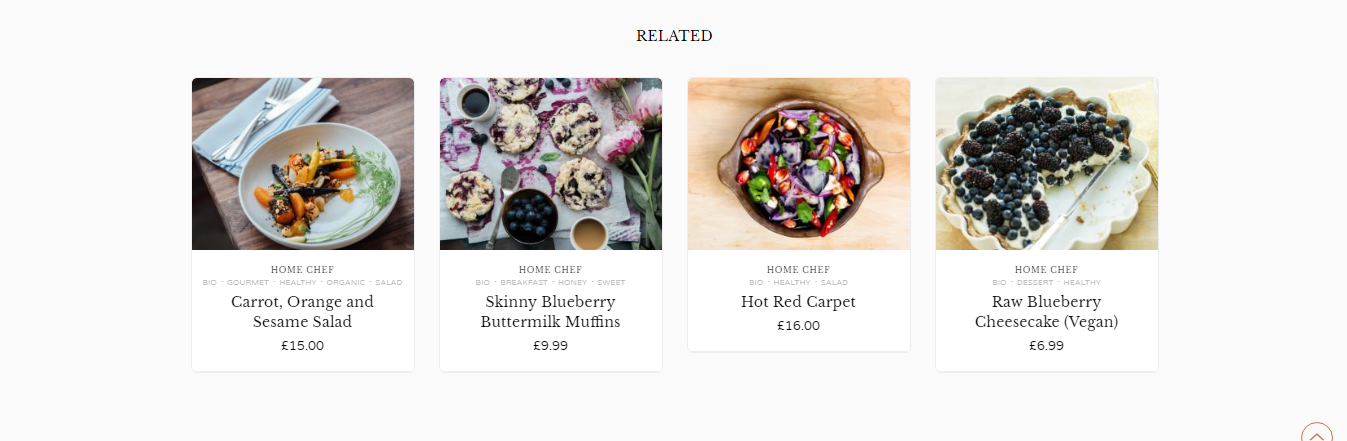 RELATED
HOME CHEF
BIO · GOURMET · HEALTHY · ORGANIC · SALAD
Carrot, Orange and
Sesame Salad
£15.00
HOME CHEF
BIO · BREAKFAST · HONEY · SWEET
Skinny Blueberry
Buttermilk Muffins
£9.99
HOME CHEF
BIO · HEALTHY · SALAD
Hot Red Carpet
£16.00
HOME CHEF
BIO · DESSERT · HEALTHY
Raw Blueberry
Cheesecake (Vegan)
£6.99